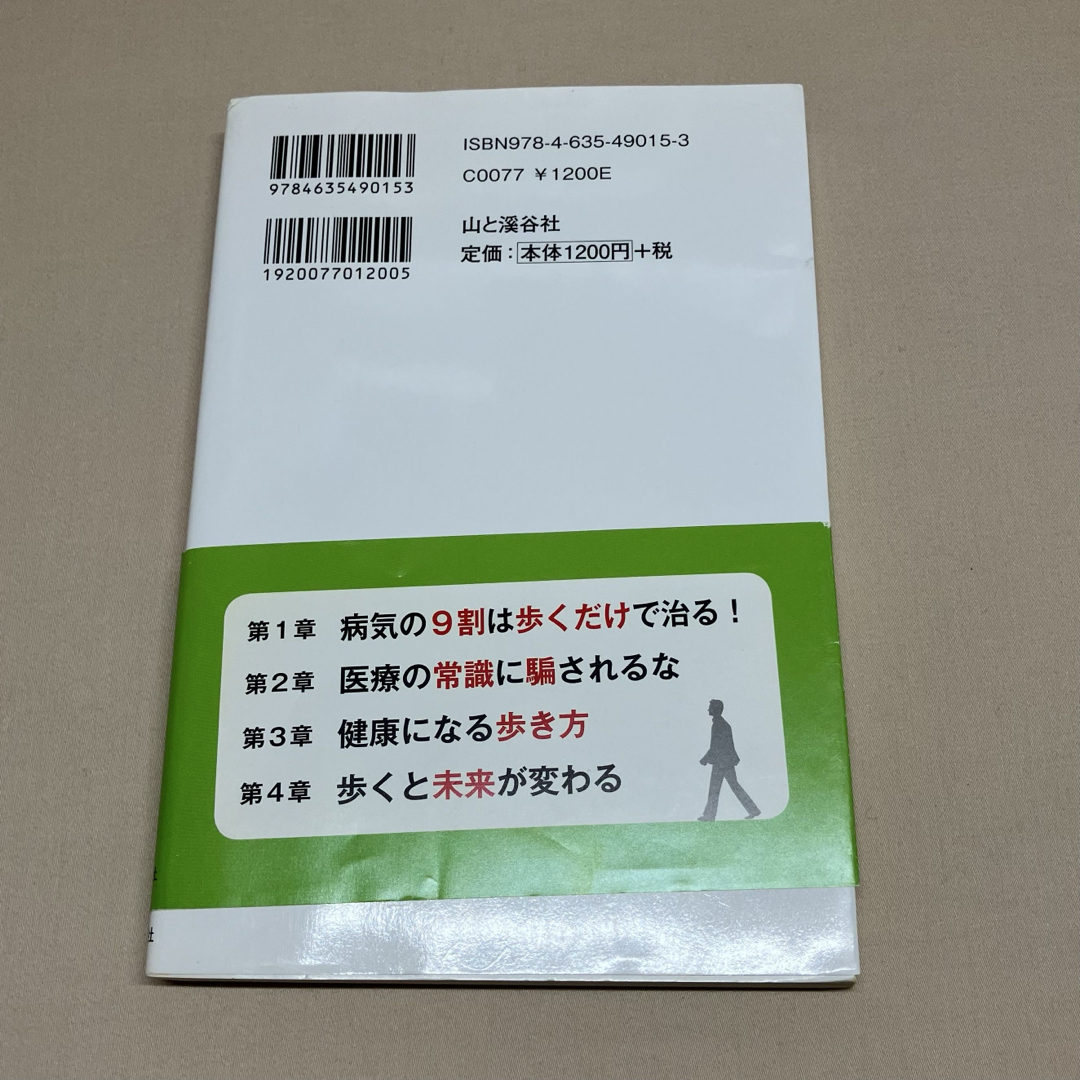 ISBN978-4-635-49015-3
C0077 ¥1200E
9784635490153
山と溪谷社
定価：本体1200円＋税
1920077012005
第1章 病気の9割は歩くだけで治る！
第2章 医療の常識に騙されるな
第3章 健康になる歩き方
第4章 歩くと未来が変わる
社